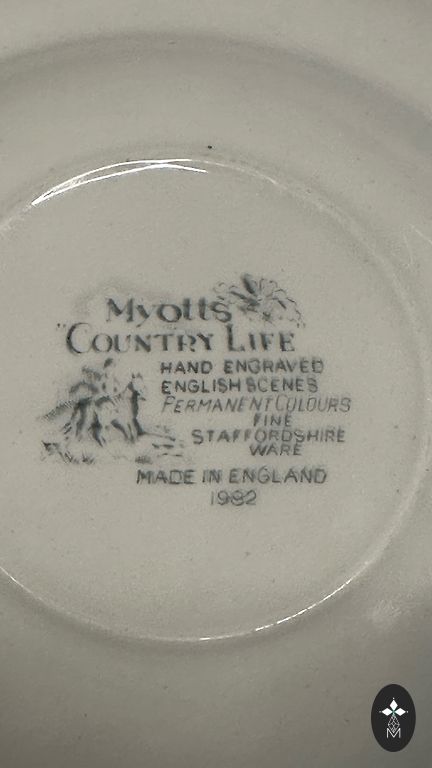 Myotts
"COUNTRY LIFE"
HAND ENGRAVED
ENGLISH SCENES
PERMANENT COLOURS
FINE
STAFFORDSHIRE
WARE
MADE IN ENGLAND
1982
M